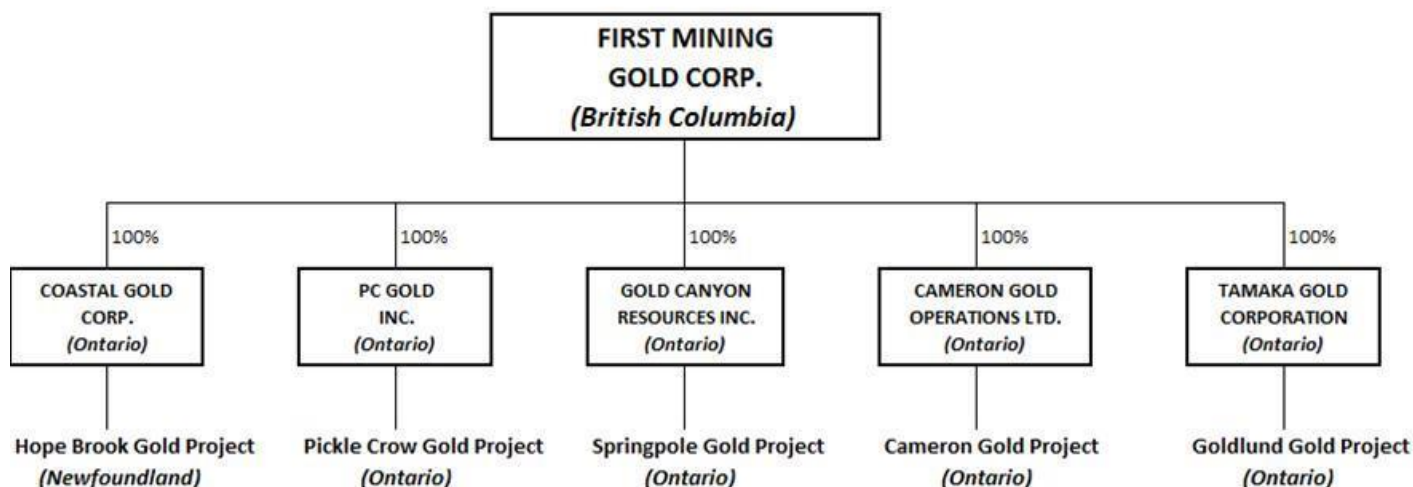 FIRST MINING
GOLD CORP.
(British Columbia)
100%
100%
100%
100%
100%
COASTAL GOLD
CORP.
(Ontario)
PC GOLD
INC.
(Ontario)
GOLD CANYON
RESOURCES INC.
(Ontario)
CAMERON GOLD
OPERATIONS LTD.
(Ontario)
TAMAKA GOLD
CORPORATION
(Ontario)
Hope Brook Gold Project
(Newfoundland)
Pickle Crow Gold Project
(Ontario)
Springpole Gold Project
(Ontario)
Cameron Gold Project
(Ontario)
Goldlund Gold Project
(Ontario)